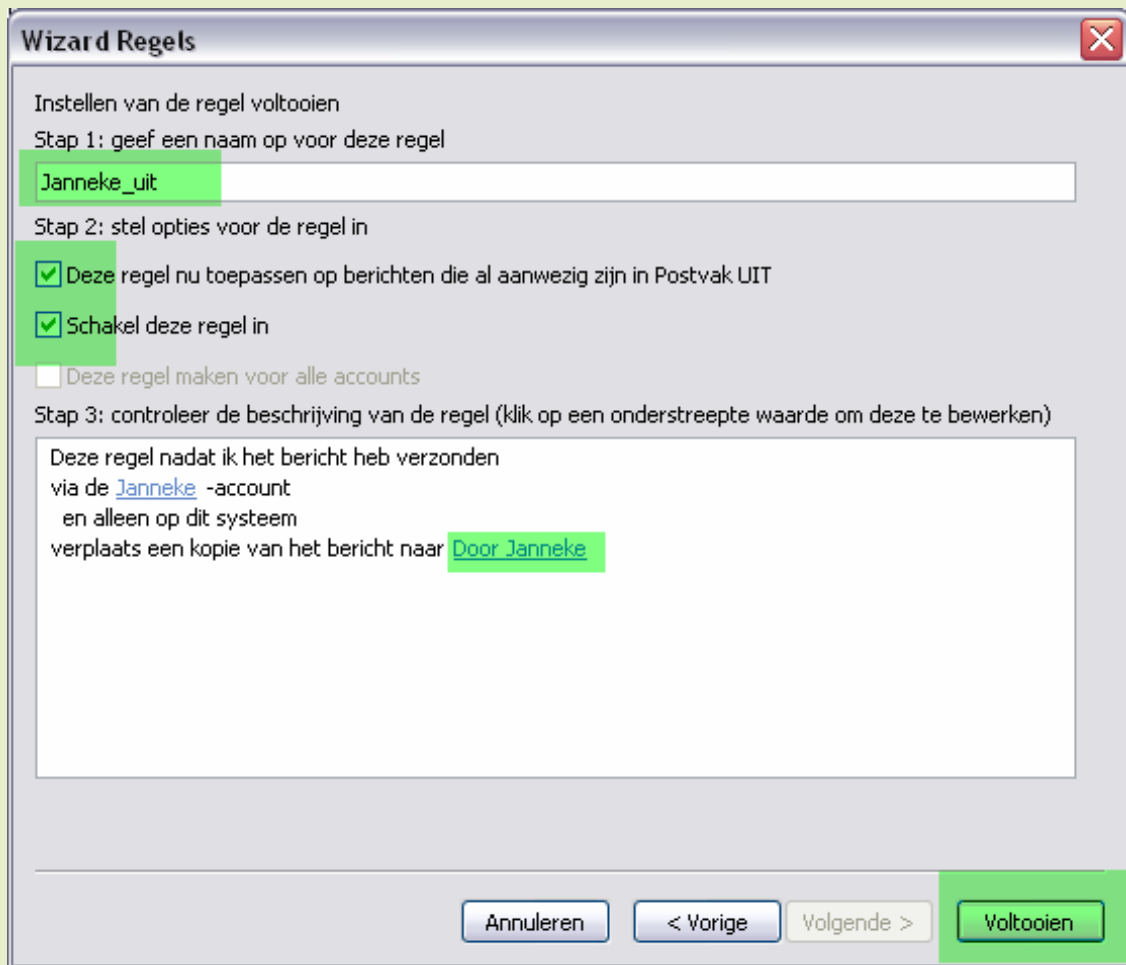 Wizard Regels
Instellen van de regel voltooien
Stap 1: geef een naam op voor deze regel
Janneke_uit
Stap 2: stel opties voor de regel in
Deze regel nu toepassen op berichten die al aanwezig zijn in Postvak UIT
Schakel deze regel in
Deze regel maken voor alle accounts
Stap 3: controleer de beschrijving van de regel (klik op een onderstreepte waarde om deze te bewerken)
Deze regel nadat ik het bericht heb verzonden
via de Janneke -account
en alleen op dit systeem
verplaats een kopie van het bericht naar Door Janneke
Annuleren < Vorige Volgende > Voltooien